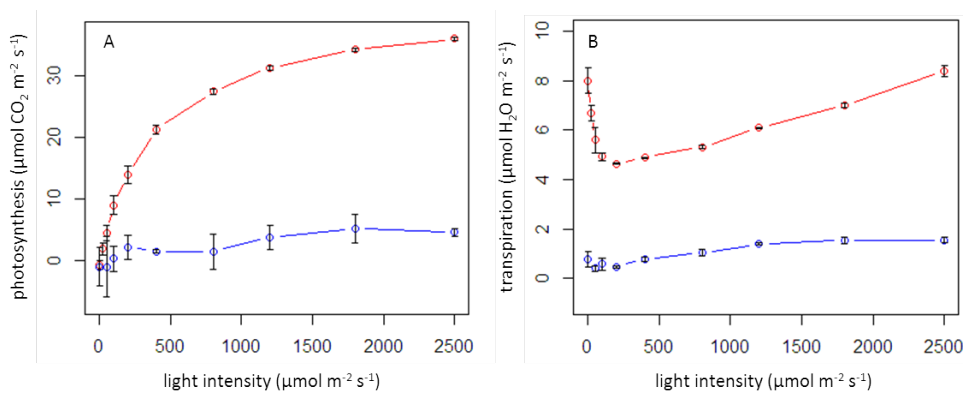 A
photosynthesis (µmol CO₂ m⁻² s⁻¹)
30
20
10
0
0 500 1000 1500 2000 2500
light intensity (µmol m⁻² s⁻¹)
B
transpiration (µmol H₂O m⁻² s⁻¹)
10
8
6
4
2
0
0 500 1000 1500 2000 2500
light intensity (µmol m⁻² s⁻¹)